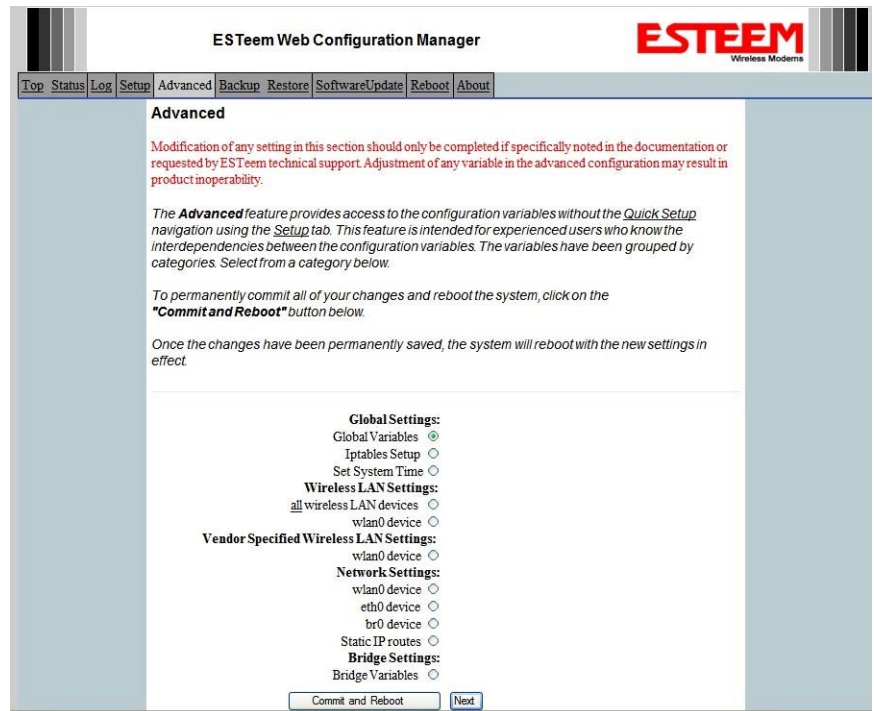 ESTeem Web Configuration Manager
ESTEEM
Wireless Modems
Top Status Log Setup Advanced Backup Restore SoftwareUpdate Reboot About
Advanced
Modification of any setting in this section should only be completed if specifically noted in the documentation or
requested by ESTeem technical support. Adjustment of any variable in the advanced configuration may result in
product inoperability.
The Advanced feature provides access to the configuration variables without the Quick Setup
navigation using the Setup tab. This feature is intended for experienced users who know the
interdependencies between the configuration variables. The variables have been grouped by
categories. Select from a category below.
To permanently commit all of your changes and reboot the system, click on the
"Commit and Reboot" button below.
Once the changes have been permanently saved, the system will reboot with the new settings in
effect.
Global Settings:
Global Variables
Iptables Setup
Set System Time
Wireless LAN Settings:
all wireless LAN devices
wlan0 device
Vendor Specified Wireless LAN Settings:
wlan0 device
Network Settings:
wlan0 device
eth0 device
br0 device
Static IP routes
Bridge Settings:
Bridge Variables
Commit and Reboot Next